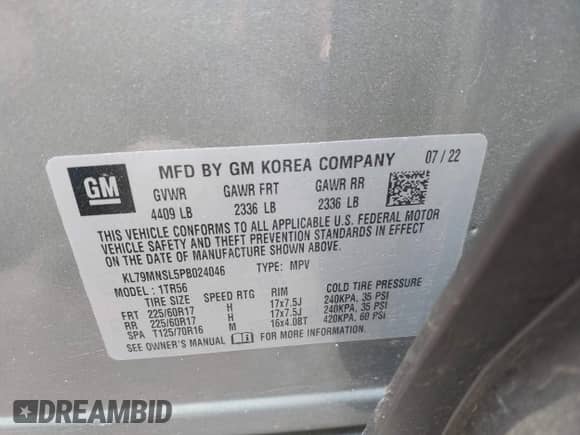 GM
MFD BY GM KOREA COMPANY 07/22
GVWR GAWR FRT GAWR RR
4409 LB 2336 LB 2336 LB
THIS VEHICLE CONFORMS TO ALL APPLICABLE U.S. FEDERAL MOTOR
VEHICLE SAFETY AND THEFT PREVENTION STANDARDS IN EFFECT
ON THE DATE OF MANUFACTURE SHOWN ABOVE.
KL79MNSL5PB024046 TYPE: MPV
MODEL: 1TR56
TIRE SIZE SPEED RTG RIM COLD TIRE PRESSURE
FRT 225/60R17 H 17x7.5J 240KPA, 35 PSI
RR 225/60R17 H 17x7.5J 240KPA, 35 PSI
SPA T125/70R16 M 16x4.0BT 420KPA, 60 PSI
SEE OWNER'S MANUAL FOR MORE INFORMATION.
DREAMBID